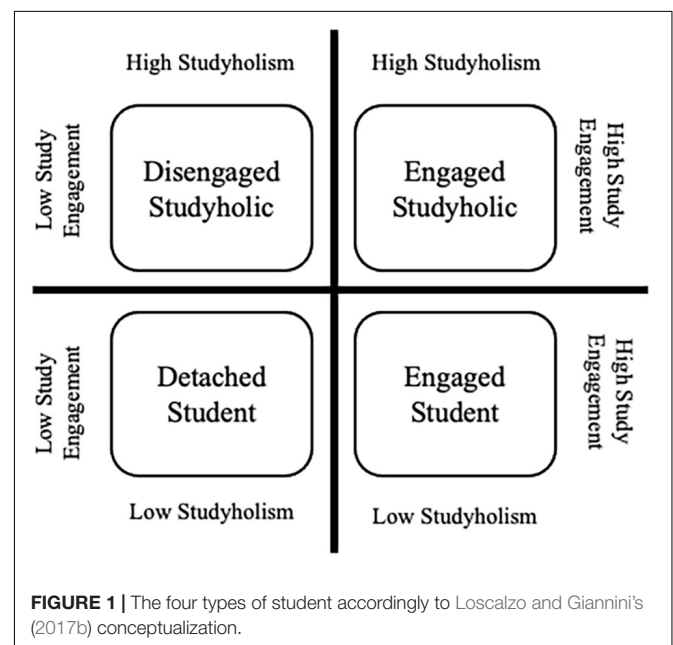 High Studyholism
High Studyholism
Low Study
Engagement
Disengaged
Studyholic
Engaged
Studyholic
High Study
Engagement
Low Study
Engagement
Detached
Student
Engaged
Student
High Study
Engagement
Low Studyholism
Low Studyholism
FIGURE 1 | The four types of student accordingly to Loscalzo and Giannini’s
(2017b) conceptualization.